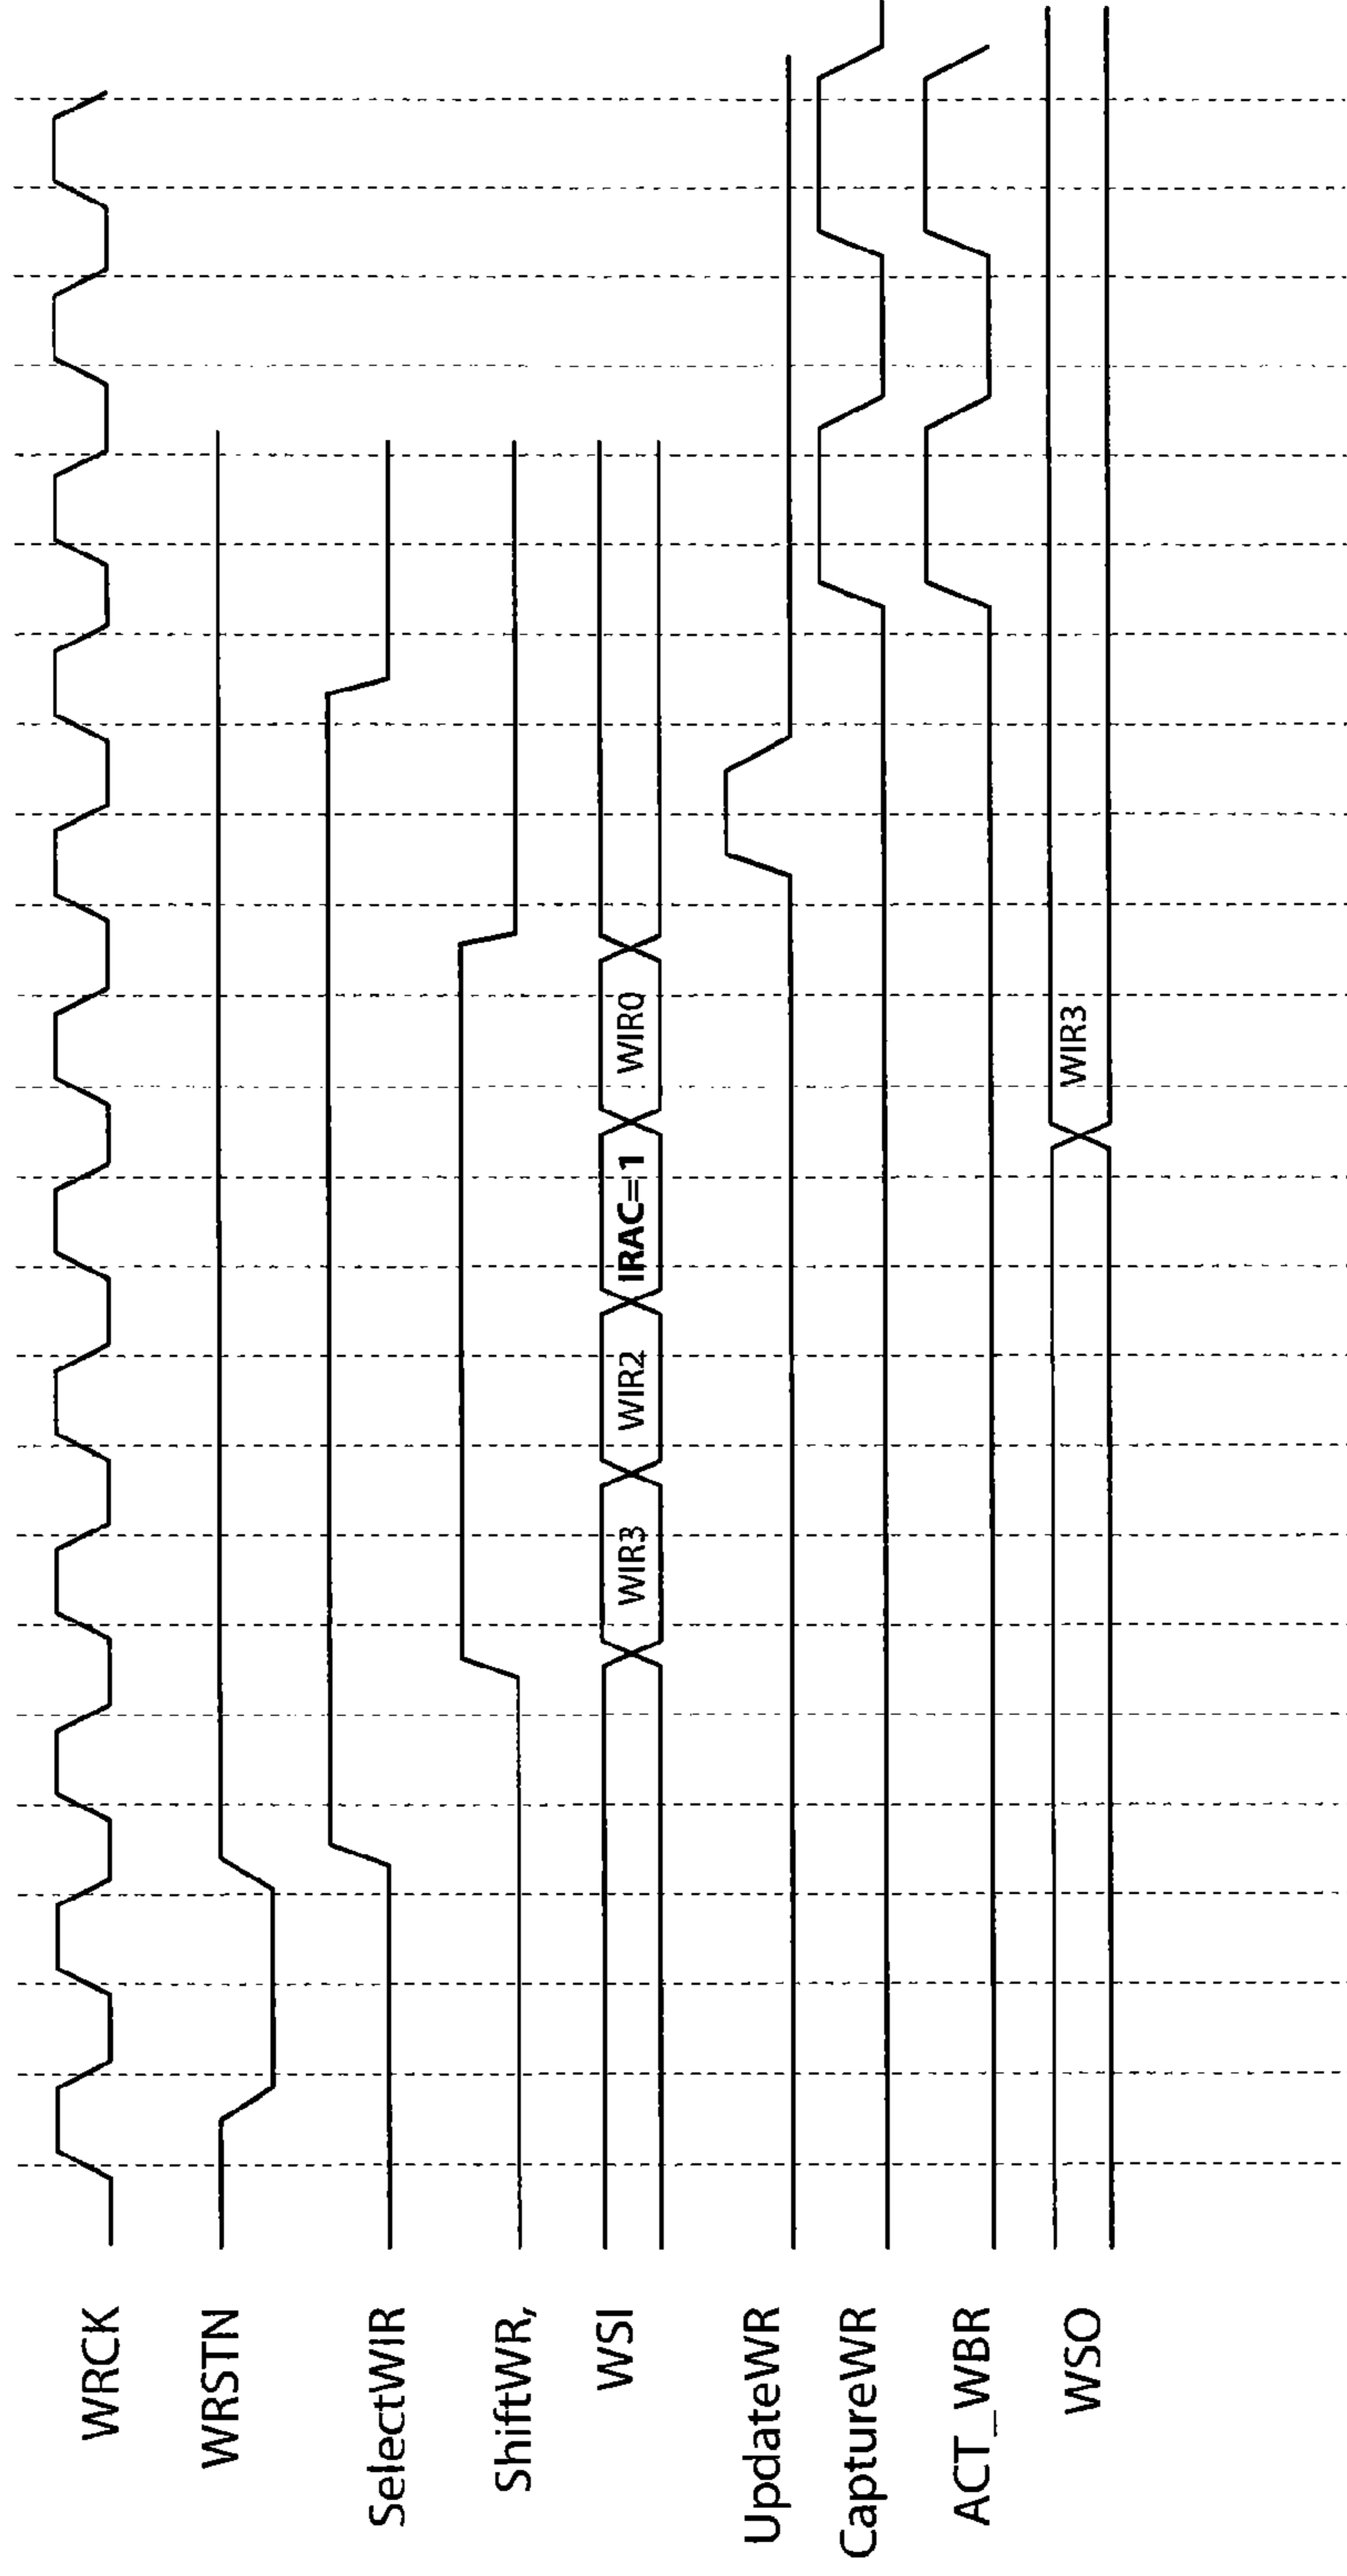 WRCK
WRSTN
SelectWIR
ShiftWR,
WSI
WIR3
WIR2
IRAC=1
WIR0
UpdateWR
CaptureWR
ACT_WBR
WSO
WIR3